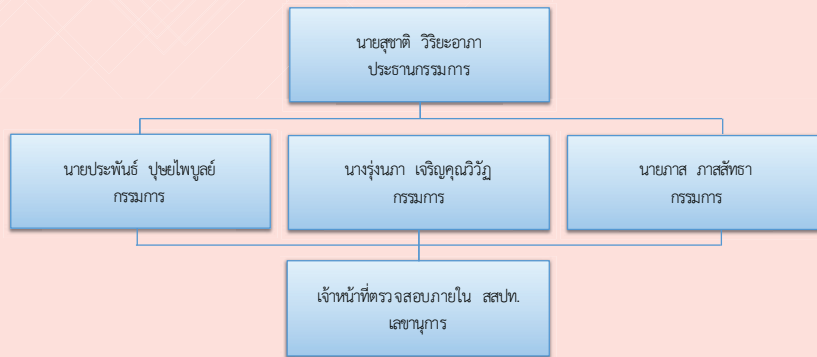 นายสุชาติ วิริยะอาภา
ประธานกรรมการ
นายประพันธ์ ปุษยไพบูลย์
กรรมการ
นางรุ่งนภา เจริญคุณวิวัฏ
กรรมการ
นายภาส ภาสสัทธา
กรรมการ
เจ้าหน้าที่ตรวจสอบภายใน สสปท.
เลขานุการ